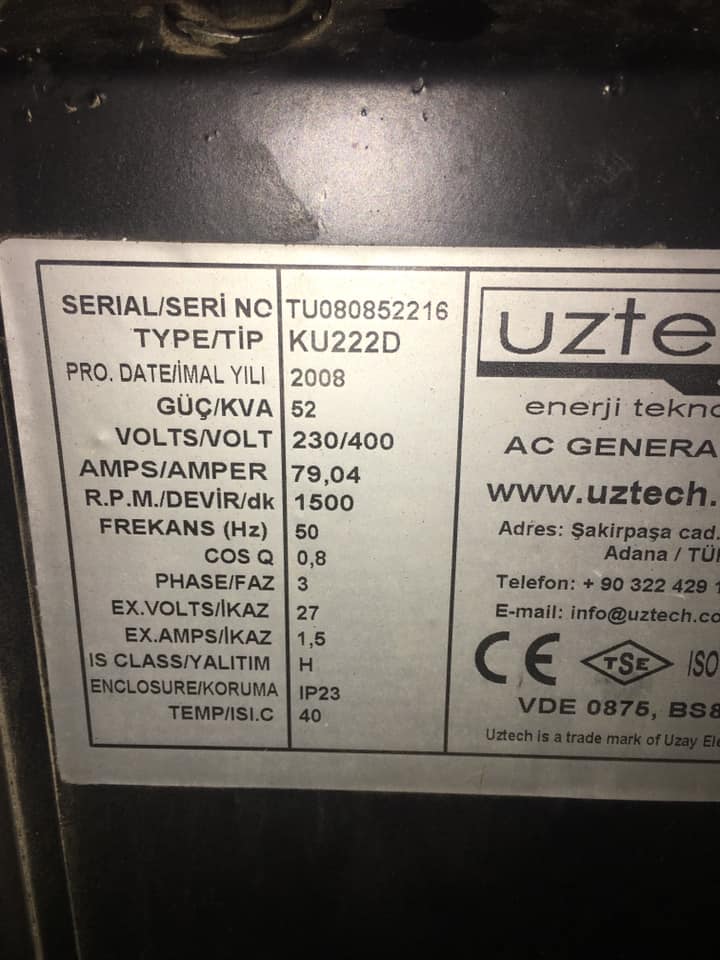 SERIAL/SERİ NO TU080852216
TYPE/TİP KU222D
PRO. DATE/İMAL YILI 2008
GÜÇ/KVA 52
VOLTS/VOLT 230/400
AMPS/AMPER 79,04
R.P.M./DEVİR/dk 1500
FREKANS (Hz) 50
COS Q 0,8
PHASE/FAZ 3
EX.VOLTS/İKAZ 27
EX.AMPS/İKAZ 1,5
IS CLASS/YALITIM H
ENCLOSURE/KORUMA IP23
TEMP/ISI.C 40
uzte
enerji tekno
AC GENERA
www.uztech.
Adres: Şakirpaşa cad.
Adana / TÜ
Telefon: + 90 322 429 1
E-mail: info@uztech.co
CE TSE ISO
VDE 0875, BS
Uztech is a trade mark of Uzay Ele